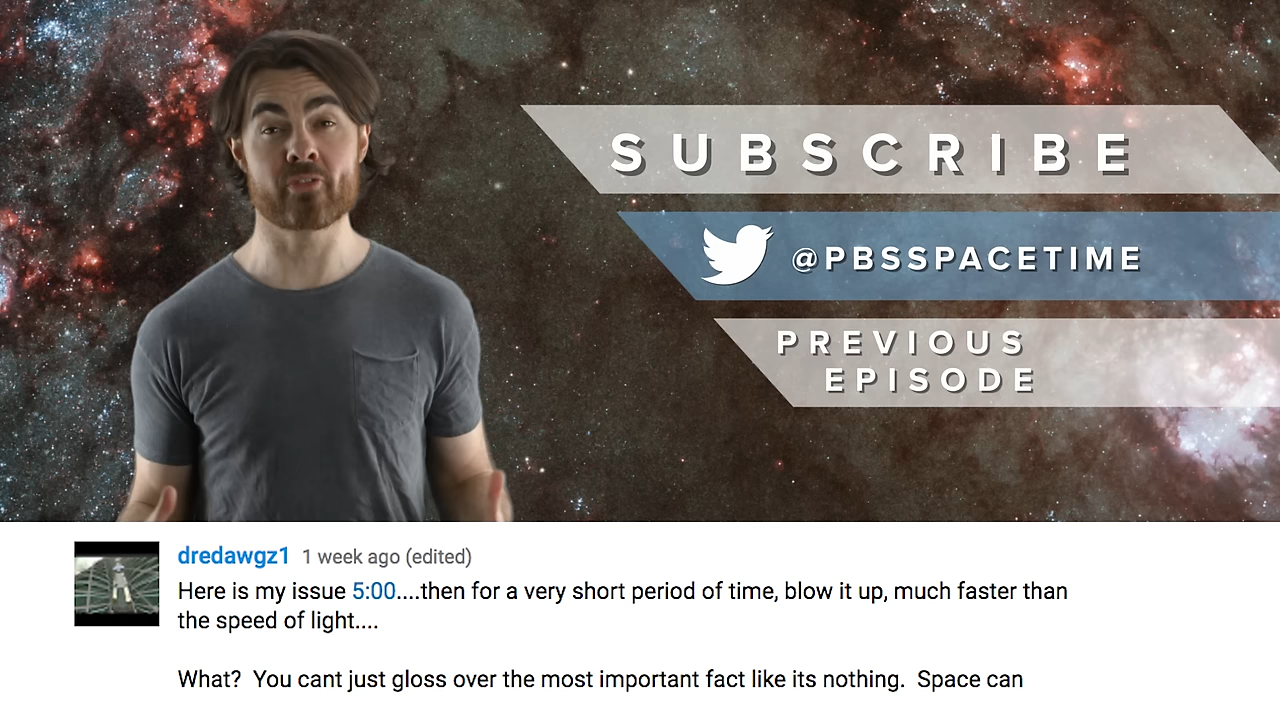 SUBSCRIBE
@PBSSPACETIME
PREVIOUS
EPISODE
dredawgz1 1 week ago (edited)
Here is my issue 5:00....then for a very short period of time, blow it up, much faster than
the speed of light....
What?  You cant just gloss over the most important fact like its nothing.  Space can